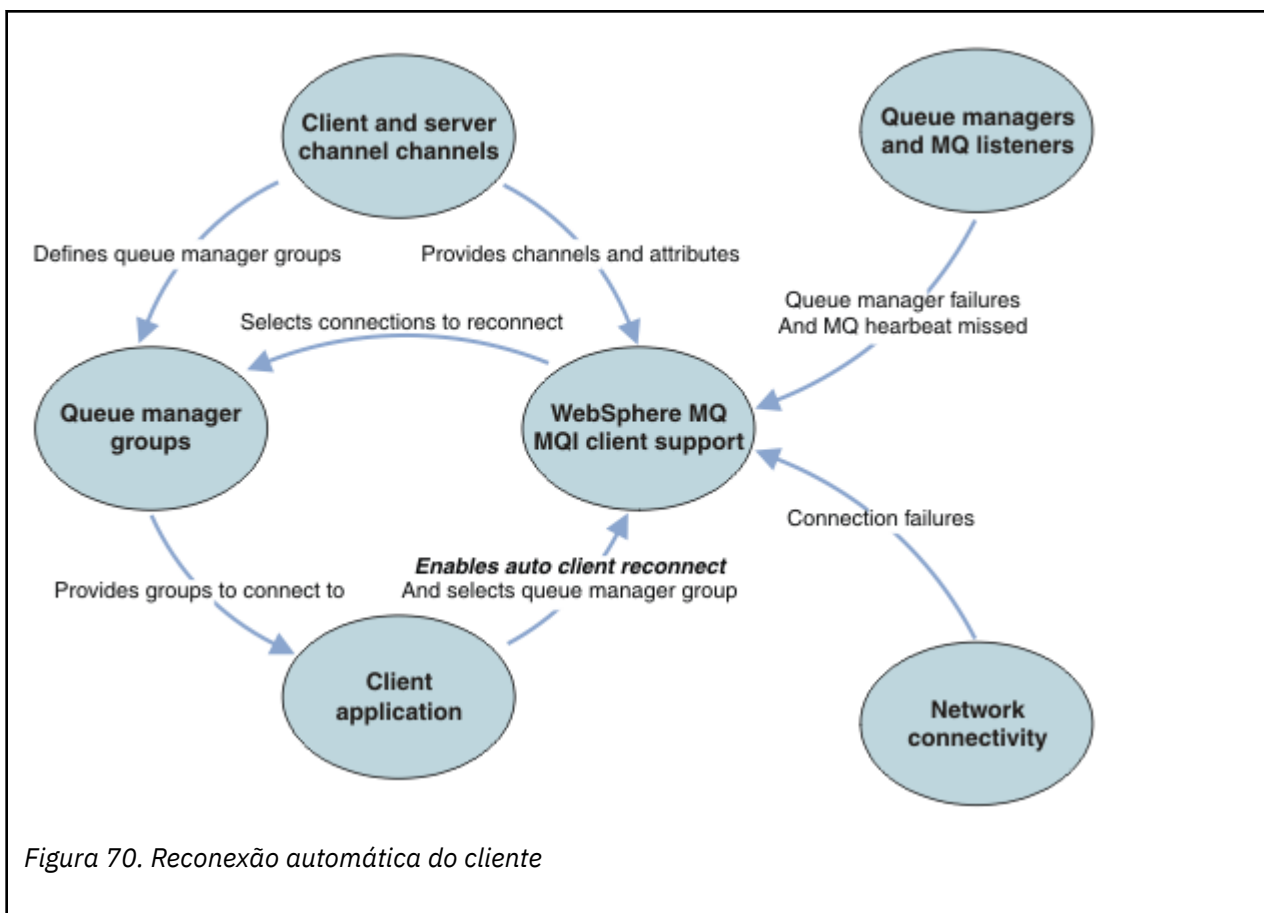 Client and server
channel channels
Queue managers
and MQ listeners
Defines queue manager groups
Provides channels and attributes
Queue manager failures
And MQ hearbeat missed
Selects connections to reconnect
Queue manager
groups
WebSphere MQ
MQI client support
Connection failures
Enables auto client reconnect
And selects queue manager group
Provides groups to connect to
Client
application
Network
connectivity
Figura 70. Reconexão automática do cliente